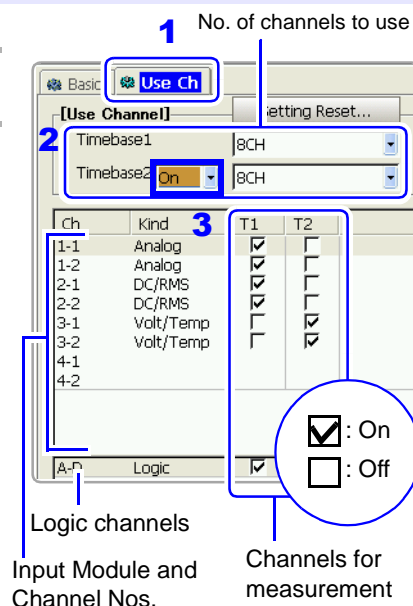 1 No. of channels to use
Basic Use Ch
[Use Channel] Setting Reset...
2 Timebase1 8CH
Timebase2 On 8CH
3
Ch Kind T1 T2
1-1 Analog
1-2 Analog
2-1 DC/RMS
2-2 DC/RMS
3-1 Volt/Temp
3-2 Volt/Temp
4-1
4-2
: On
: Off
A-D Logic
Logic channels
Input Module and
Channel Nos.
Channels for
measurement